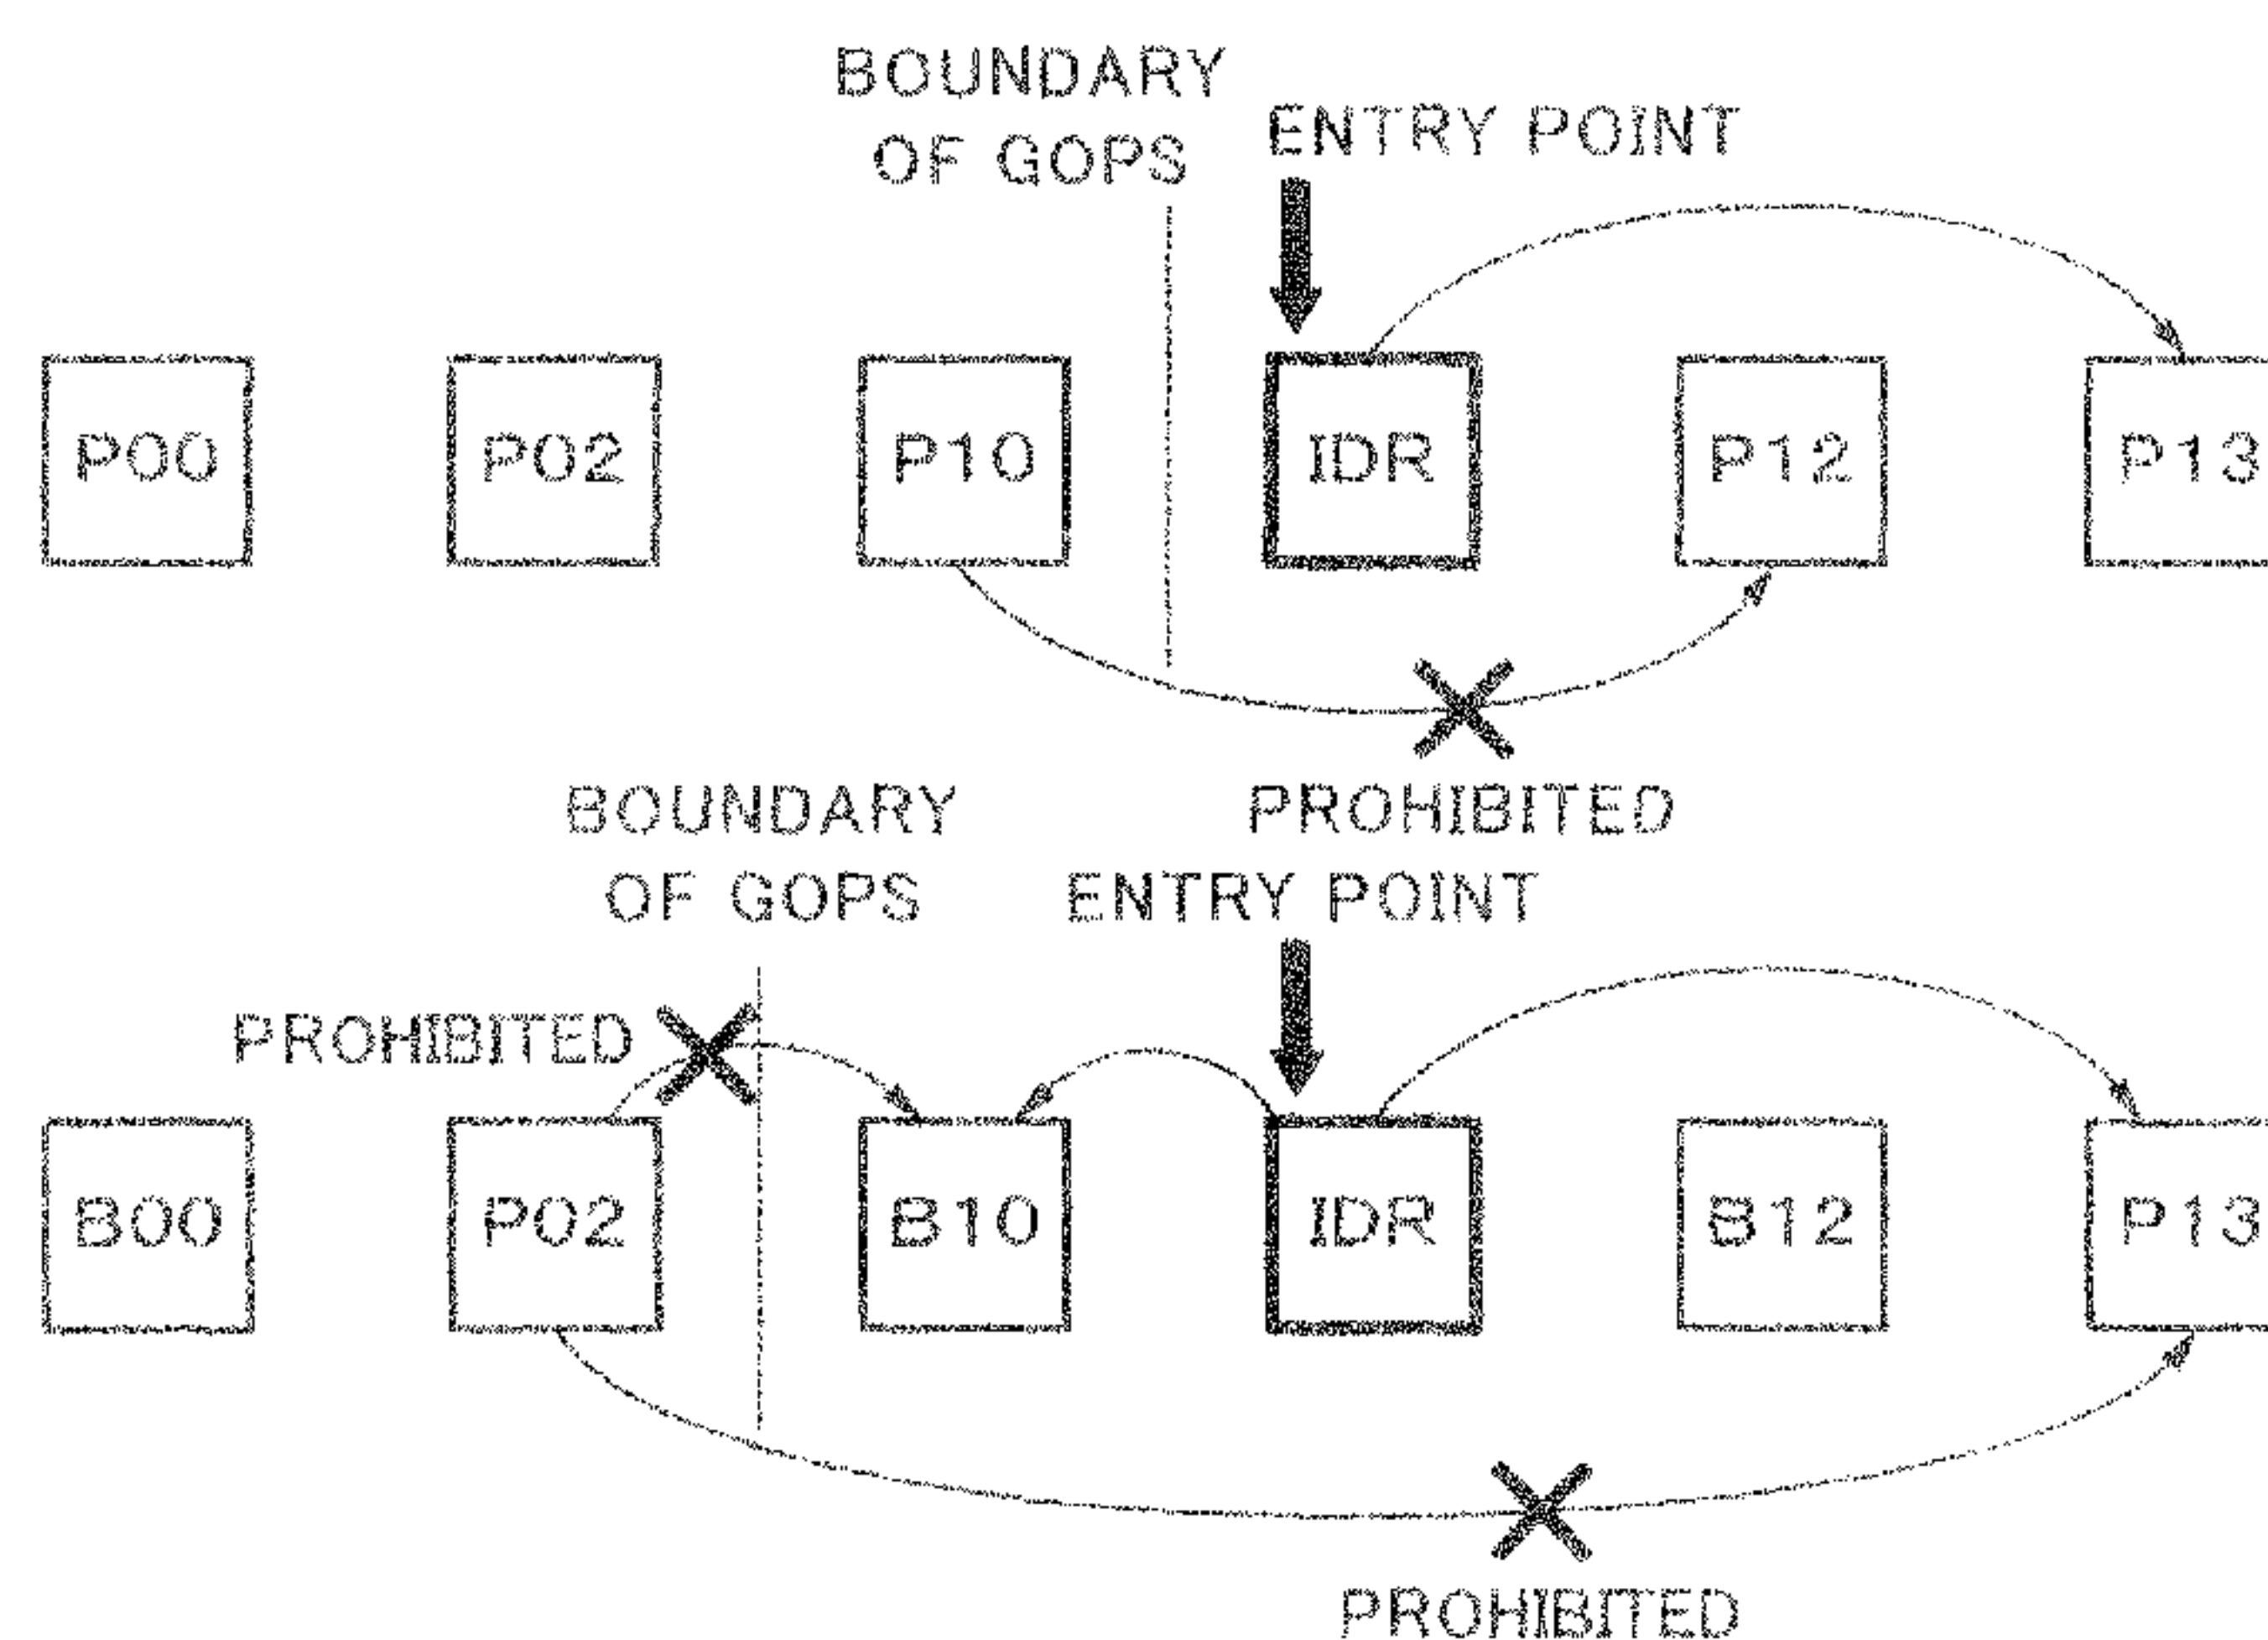 BOUNDARY
OF GOPS
ENTRY POINT
P00 P02 P10 IDR P12 P13
PROHIBITED
BOUNDARY
OF GOPS
ENTRY POINT
PROHIBITED
B00 P02 B10 IDR B12 P13
PROHIBITED